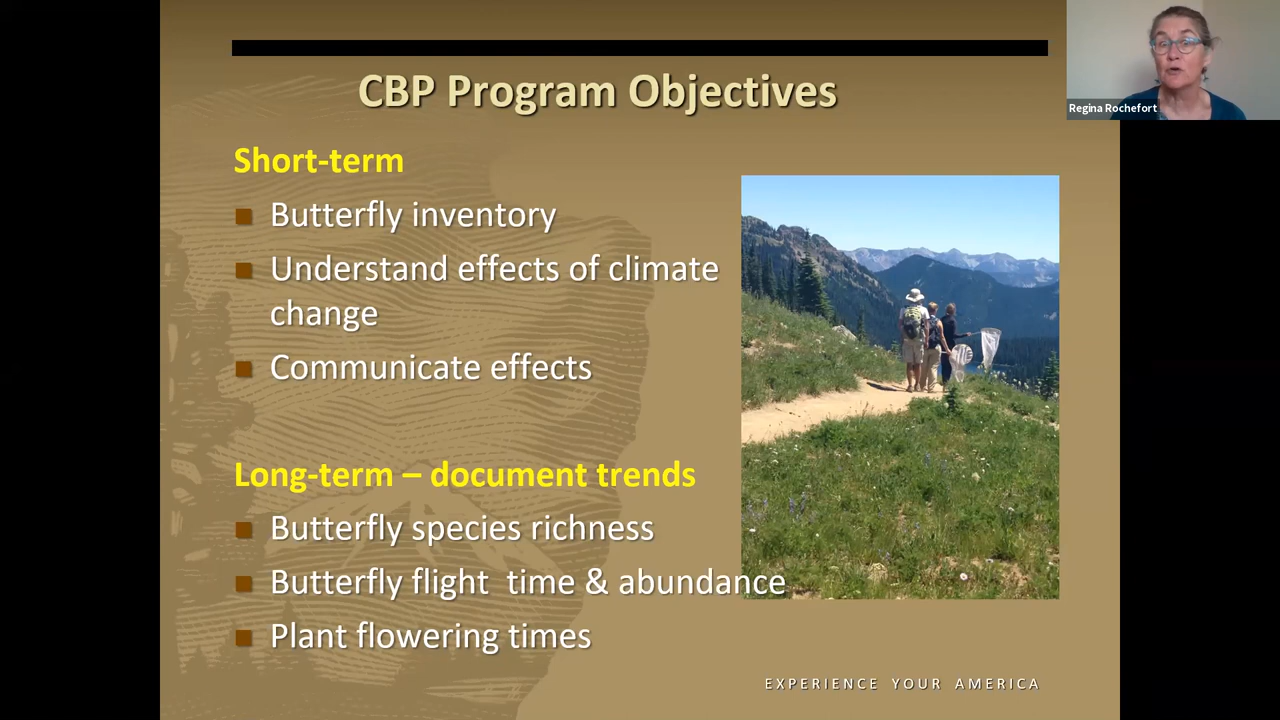 CBP Program Objectives
Regina Rochefort
Short-term
Butterfly inventory
Understand effects of climate
change
Communicate effects
Long-term – document trends
Butterfly species richness
Butterfly flight  time & abundance
Plant flowering times
EXPERIENCE YOUR AMERICA